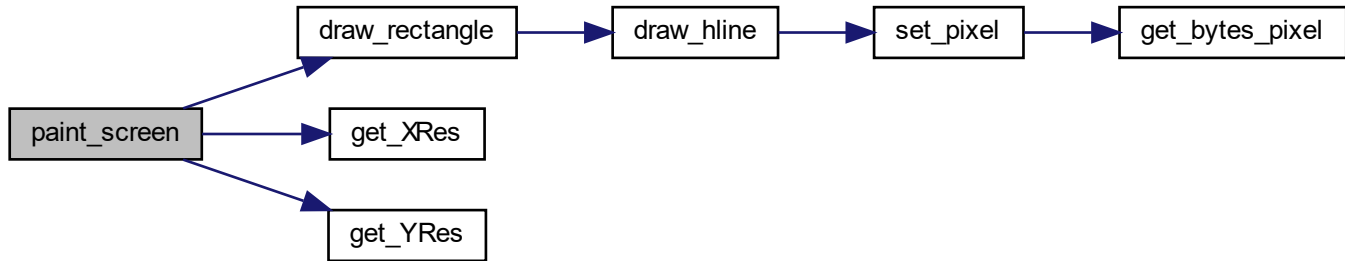 draw_rectangle
draw_hline
set_pixel
get_bytes_pixel
paint_screen
get_XRes
get_YRes